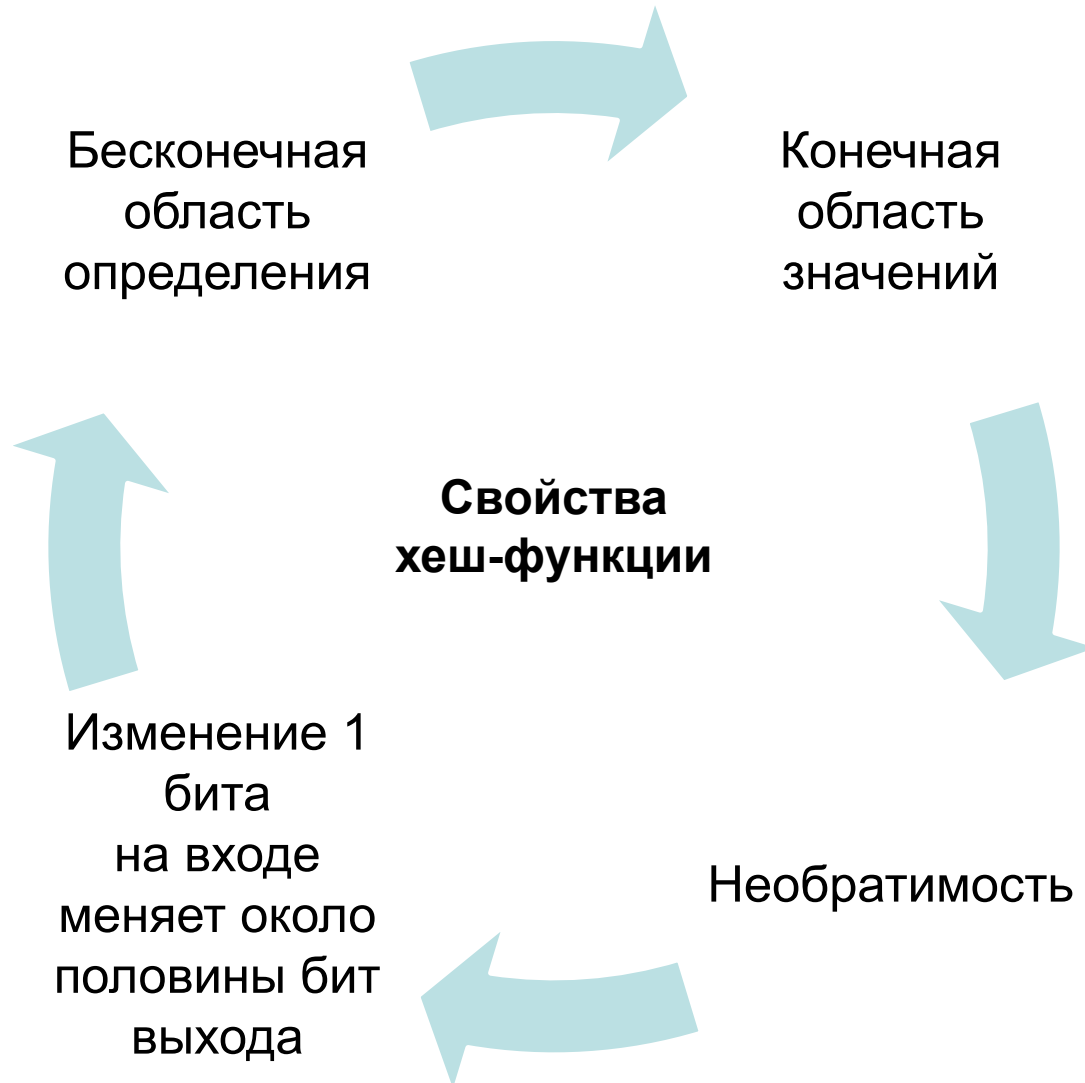 Бесконечная
область
определения
Конечная
область
значений
Свойства
хеш-функции
Изменение 1
бита
на входе
меняет около
половины бит
выхода
Необратимость